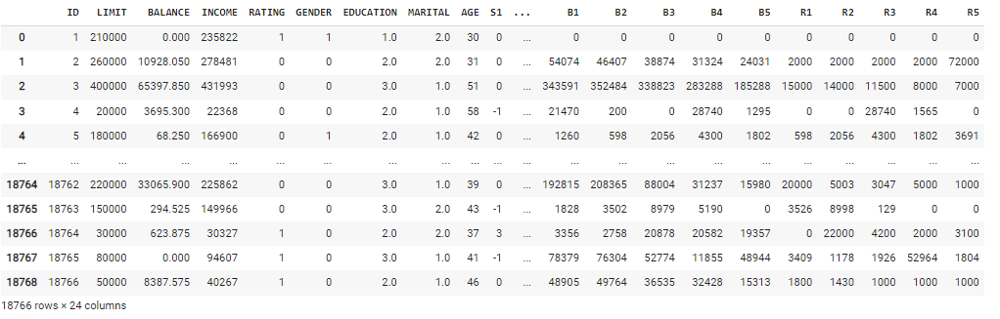 ID LIMIT BALANCE INCOME RATING GENDER EDUCATION MARITAL AGE S1 ... B1 B2 B3 B4 B5 R1 R2 R3 R4 R5
0 1 210000 0.000 235822 1 1 1.0 2.0 30 0 ... 0 0 0 0 0 0 0 0 0 0
1 2 260000 10928.050 278481 0 0 2.0 2.0 31 0 ... 54074 46407 38874 31324 24031 2000 2000 2000 2000 72000
2 3 400000 65397.850 431993 0 0 3.0 1.0 51 0 ... 343591 352484 338823 283288 185288 15000 14000 11500 8000 7000
3 4 20000 3695.300 22368 0 0 2.0 1.0 58 -1 ... 21470 200 0 28740 1295 0 0 28740 1565 0
4 5 180000 68.250 166900 0 1 2.0 1.0 42 0 ... 1260 598 2056 4300 1802 598 2056 4300 1802 3691
... ... ... ... ... ... ... ... ... ... ... ... ... ... ... ... ... ... ... ... ... ...
18764 18762 220000 33065.900 225862 0 0 3.0 1.0 39 0 ... 192815 208365 88004 31237 15980 20000 5003 3047 5000 1000
18765 18763 150000 294.525 149966 0 0 3.0 2.0 43 -1 ... 1828 3502 8979 5190 0 3526 8998 129 0 0
18766 18764 30000 623.875 30327 1 0 2.0 2.0 37 3 ... 3356 2758 20878 20582 19357 0 22000 4200 2000 3100
18767 18765 80000 0.000 94607 1 0 3.0 1.0 41 -1 ... 78379 76304 52774 11855 48944 3409 1178 1926 52964 1804
18768 18766 50000 8387.575 40267 1 0 2.0 1.0 46 0 ... 48905 49764 36535 32428 15313 1800 1430 1000 1000 1000
18766 rows × 24 columns